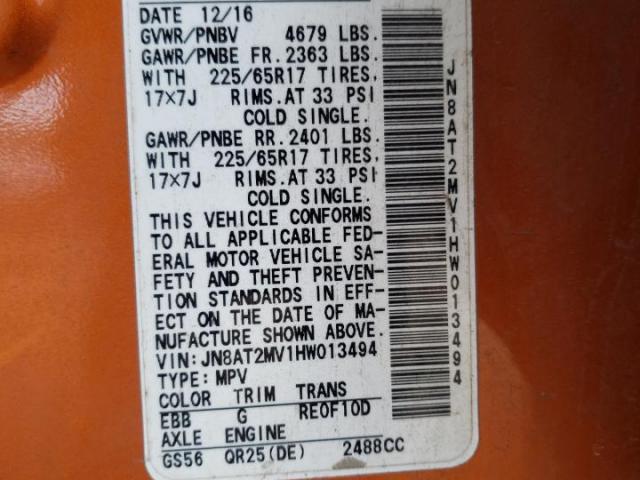 DATE 12/16
GVWR/PNBV 4679 LBS.
GAWR/PNBE FR. 2363 LBS.
WITH 225/65R17 TIRES,
17×7J RIMS. AT 33 PSI
COLD SINGLE.
GAWR/PNBE RR. 2401 LBS.
WITH 225/65R17 TIRES,
17×7J RIMS. AT 33 PSI
COLD SINGLE.
THIS VEHICLE CONFORMS
TO ALL APPLICABLE FED-
ERAL MOTOR VEHICLE SA-
FETY AND THEFT PREVEN-
TION STANDARDS IN EFF-
ECT ON THE DATE OF MA-
NUFACTURE SHOWN ABOVE.
VIN: JN8AT2MV1HW013494
TYPE: MPV
COLOR TRIM TRANS
EBB G RE0F10D
AXLE ENGINE
GS56 QR25(DE) 2488CC
JN8AT2MV1HW013494